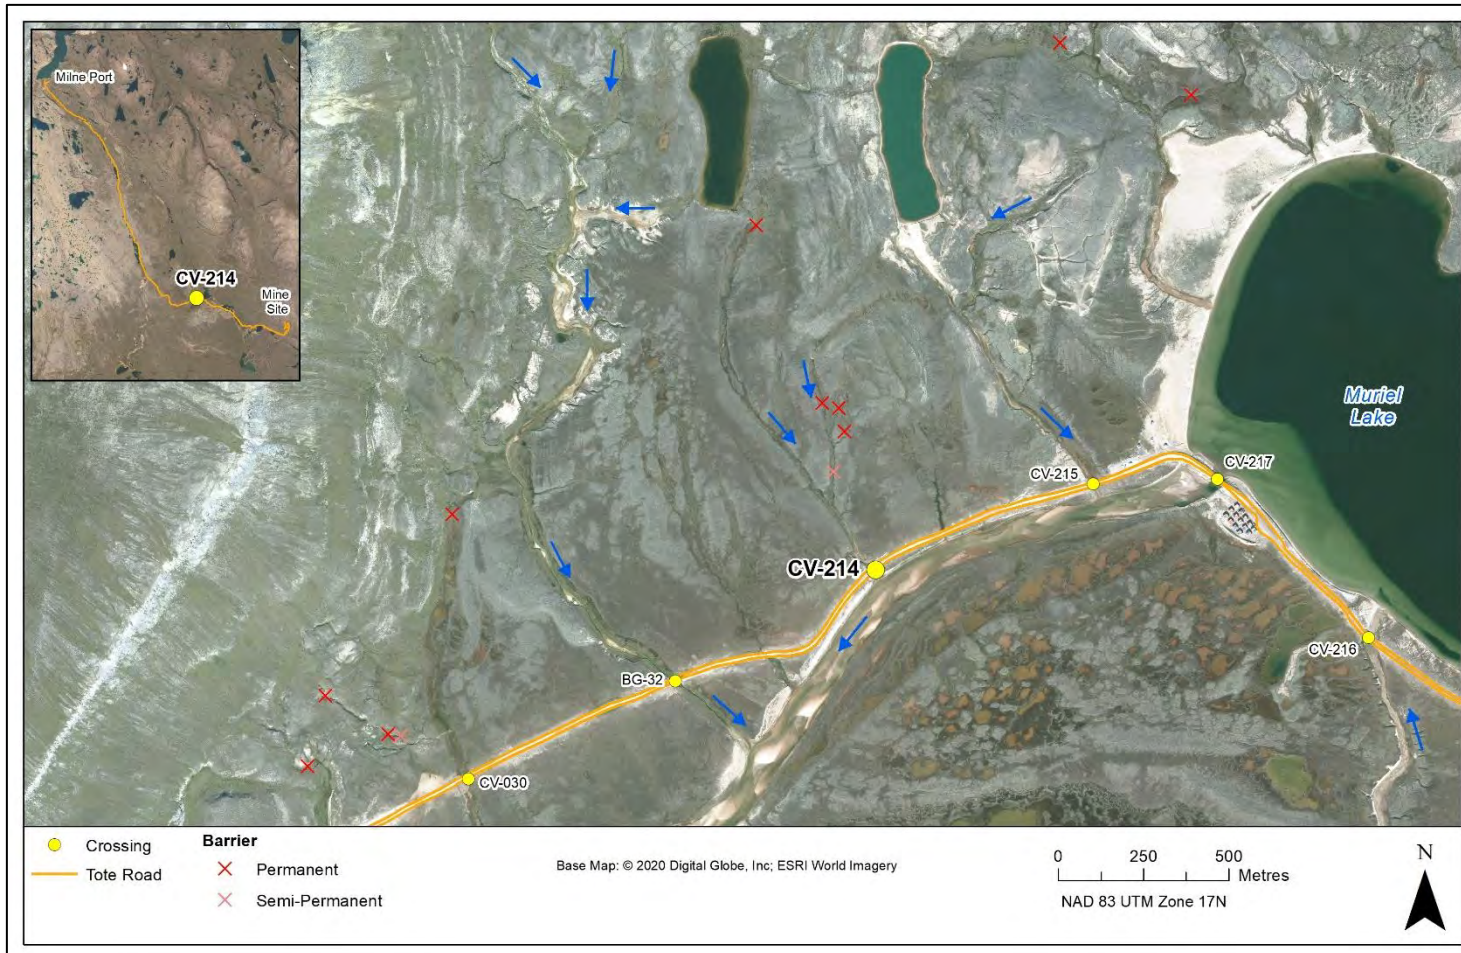 Milne Port
CV-214
Mine
Site
Muriel
Lake
CV-215
CV-217
CV-214
CV-216
BG-32
CV-030
Crossing
Tote Road
Barrier
Permanent
Semi-Permanent
Base Map: © 2020 Digital Globe, Inc; ESRI World Imagery
0 250 500
Metres
NAD 83 UTM Zone 17N
N